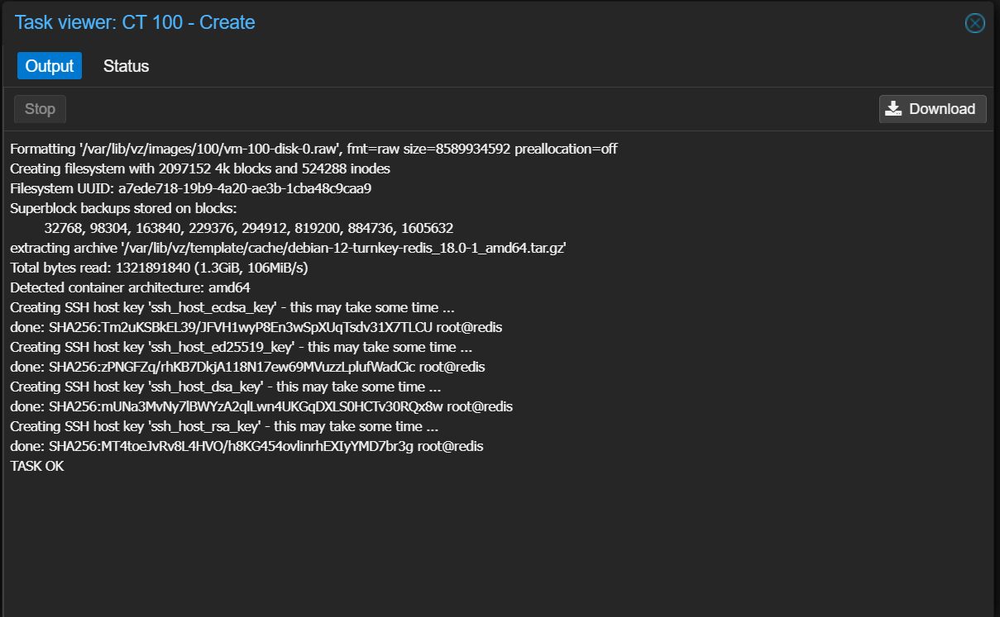 Task viewer: CT 100 - Create
Output Status
Stop Download
Formatting '/var/lib/vz/images/100/vm-100-disk-0.raw', fmt=raw size=8589934592 preallocation=off
Creating filesystem with 2097152 4k blocks and 524288 inodes
Filesystem UUID: a7ede718-19b9-4a20-ae3b-1cba48c9caa9
Superblock backups stored on blocks:
32768, 98304, 163840, 229376, 294912, 819200, 884736, 1605632
extracting archive '/var/lib/vz/template/cache/debian-12-turnkey-redis_18.0-1_amd64.tar.gz'
Total bytes read: 1321891840 (1.3GiB, 106MiB/s)
Detected container architecture: amd64
Creating SSH host key 'ssh_host_ecdsa_key' - this may take some time ...
done: SHA256:Tm2uKSBkEL39/JFVH1wyP8En3wSpXUqTsdv31X7TLCU root@redis
Creating SSH host key 'ssh_host_ed25519_key' - this may take some time ...
done: SHA256:zPNGFZq/rhKB7DkjA118N17ew69MVuzzLplufWadCic root@redis
Creating SSH host key 'ssh_host_dsa_key' - this may take some time ...
done: SHA256:mUNa3MvNy7lBWYzA2qlLwn4UKGqDXLS0HCTv30RQx8w root@redis
Creating SSH host key 'ssh_host_rsa_key' - this may take some time ...
done: SHA256:MT4toeJvRv8L4HVO/h8KG454ovlinrhEXIyYMD7br3g root@redis
TASK OK